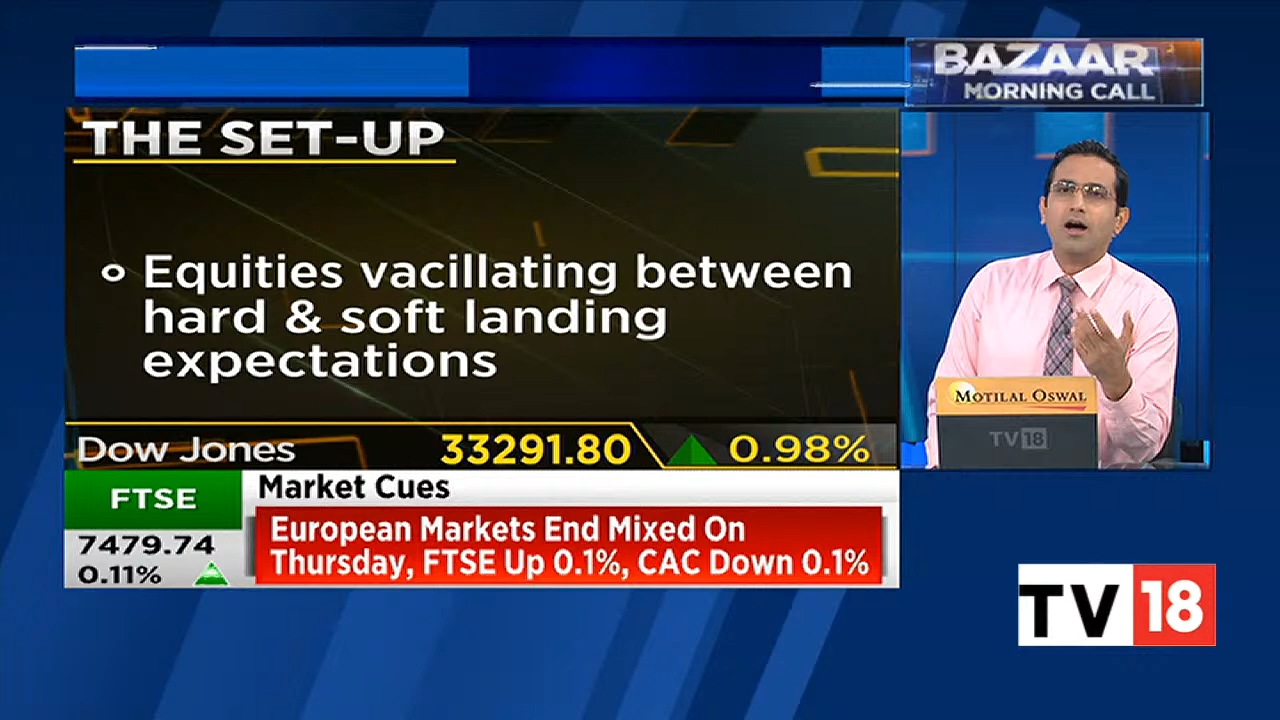 BAZAAR
MORNING CALL
THE SET-UP
Equities vacillating between
hard & soft landing
expectations
MOTILAL OSWAL
TV18
Dow Jones 33291.80 0.98%
FTSE
7479.74
0.11%
Market Cues
European Markets End Mixed On
Thursday, FTSE Up 0.1%, CAC Down 0.1%
TV18